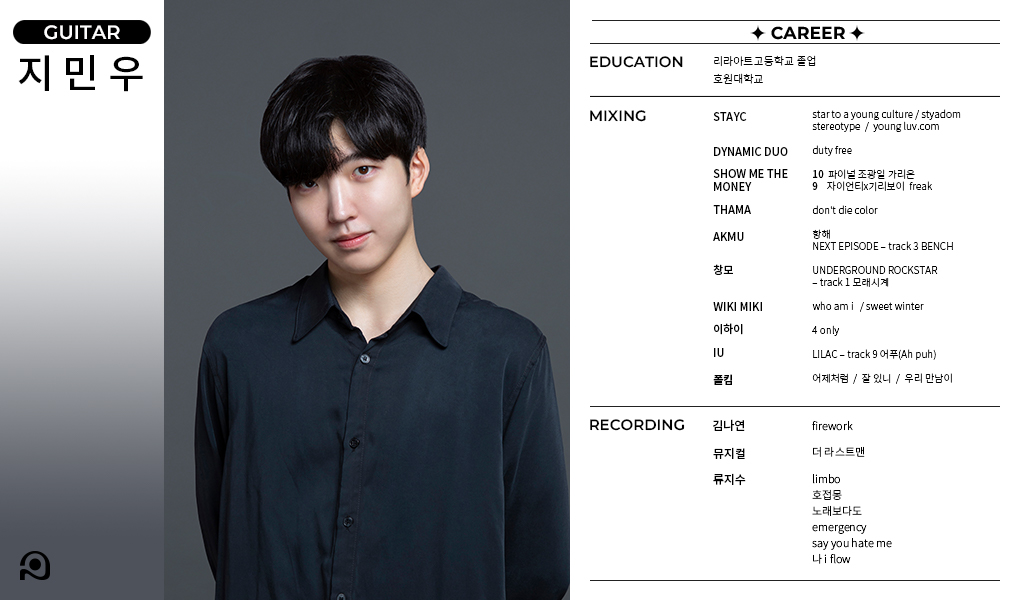 GUITAR
지민우
✦ CAREER ✦
EDUCATION
리라아트고등학교 졸업
호원대학교
MIXING
STAYC
star to a young culture / styadom
stereotype / young luv.com
DYNAMIC DUO
duty free
SHOW ME THE
MONEY
10 파이널 조광일 가리온
9 자이언티x기리보이 freak
THAMA
don't die color
AKMU
항해
NEXT EPISODE – track 3 BENCH
창모
UNDERGROUND ROCKSTAR
– track 1 모래시계
WIKI MIKI
who am i / sweet winter
이하이
4 only
IU
LILAC – track 9 어푸(Ah puh)
폴킴
어제처럼 / 잘 있니 / 우리 만남이
RECORDING
김나연
firework
뮤지컬
더 라스트맨
류지수
limbo
호접몽
노래보다도
emergency
say you hate me
나 i flow